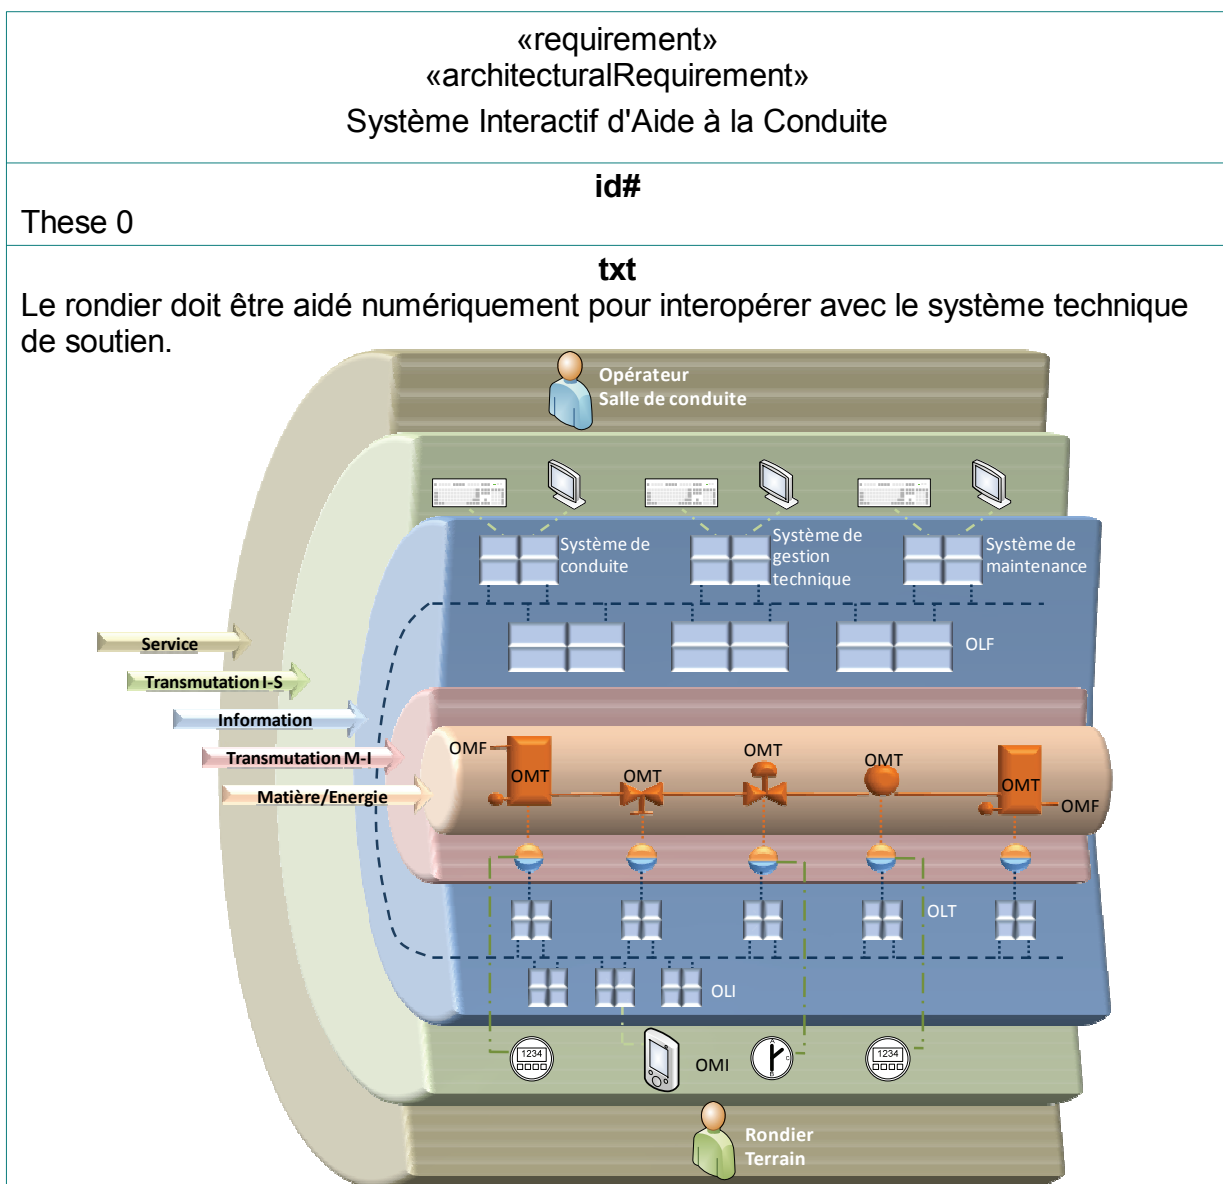 «requirement»
«architecturalRequirement»
Système Interactif d'Aide à la Conduite
id#
These 0
txt
Le rondier doit être aidé numériquement pour interopérer avec le système technique
de soutien.
Opérateur
Salle de conduite
Système de
conduite
Système de
gestion
technique
Système de
maintenance
OLF
Service
Transmutation I-S
Information
Transmutation M-I
Matière/Energie
OMF
OMT
OMT
OMT
OMT
OMT
OMF
OLT
OLI
1234
OMI
A
C
B
1234
Rondier
Terrain